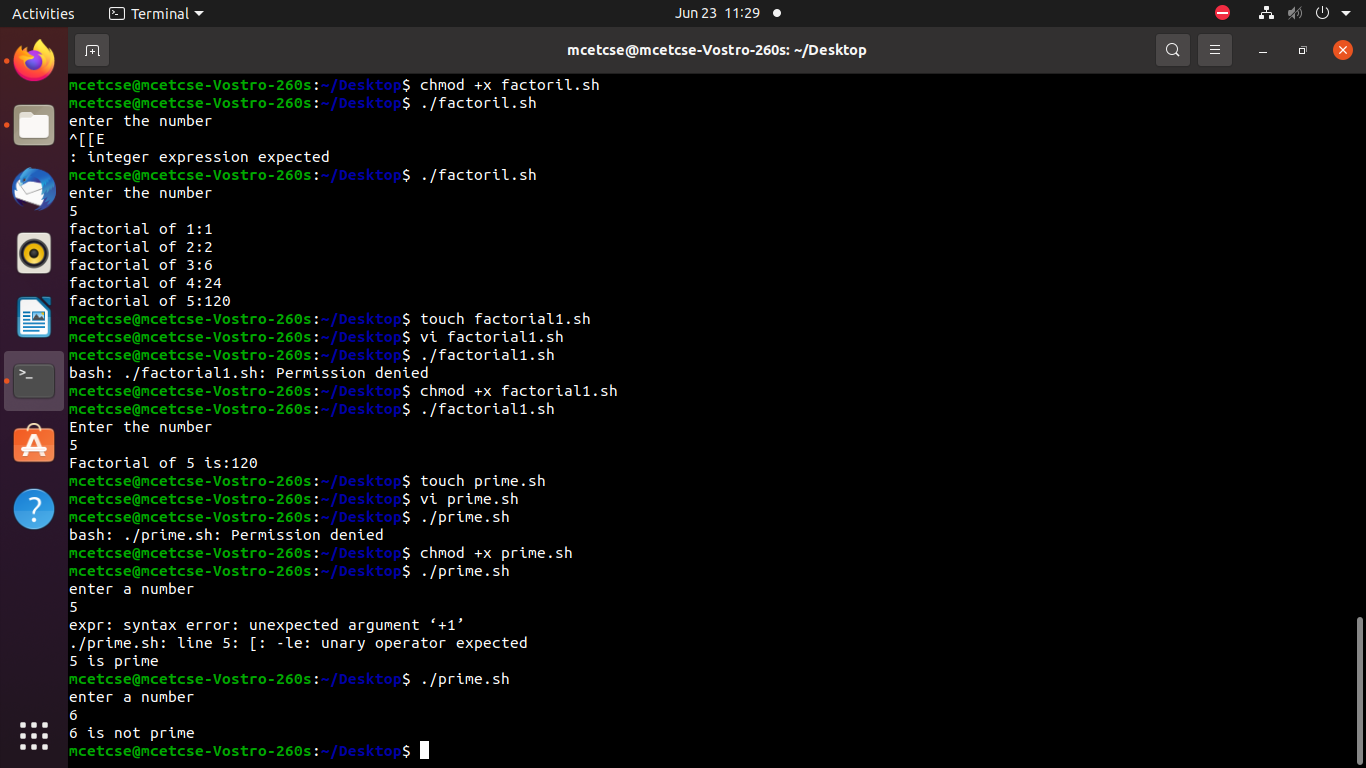 Activities
Terminal
Jun 23 11:29
mcetcse@mcetcse-Vostro-260s: ~/Desktop
mcetcse@mcetcse-Vostro-260s:~/Desktop$ chmod +x factoril.sh
mcetcse@mcetcse-Vostro-260s:~/Desktop$ ./factoril.sh
enter the number
^[[E
: integer expression expected
mcetcse@mcetcse-Vostro-260s:~/Desktop$ ./factoril.sh
enter the number
5
factorial of 1:1
factorial of 2:2
factorial of 3:6
factorial of 4:24
factorial of 5:120
mcetcse@mcetcse-Vostro-260s:~/Desktop$ touch factorial1.sh
mcetcse@mcetcse-Vostro-260s:~/Desktop$ vi factorial1.sh
mcetcse@mcetcse-Vostro-260s:~/Desktop$ ./factorial1.sh
bash: ./factorial1.sh: Permission denied
mcetcse@mcetcse-Vostro-260s:~/Desktop$ chmod +x factorial1.sh
mcetcse@mcetcse-Vostro-260s:~/Desktop$ ./factorial1.sh
Enter the number
5
Factorial of 5 is:120
mcetcse@mcetcse-Vostro-260s:~/Desktop$ touch prime.sh
mcetcse@mcetcse-Vostro-260s:~/Desktop$ vi prime.sh
mcetcse@mcetcse-Vostro-260s:~/Desktop$ ./prime.sh
bash: ./prime.sh: Permission denied
mcetcse@mcetcse-Vostro-260s:~/Desktop$ chmod +x prime.sh
mcetcse@mcetcse-Vostro-260s:~/Desktop$ ./prime.sh
enter a number
5
expr: syntax error: unexpected argument ‘+1’
./prime.sh: line 5: [: -le: unary operator expected
5 is prime
mcetcse@mcetcse-Vostro-260s:~/Desktop$ ./prime.sh
enter a number
6
6 is not prime
mcetcse@mcetcse-Vostro-260s:~/Desktop$